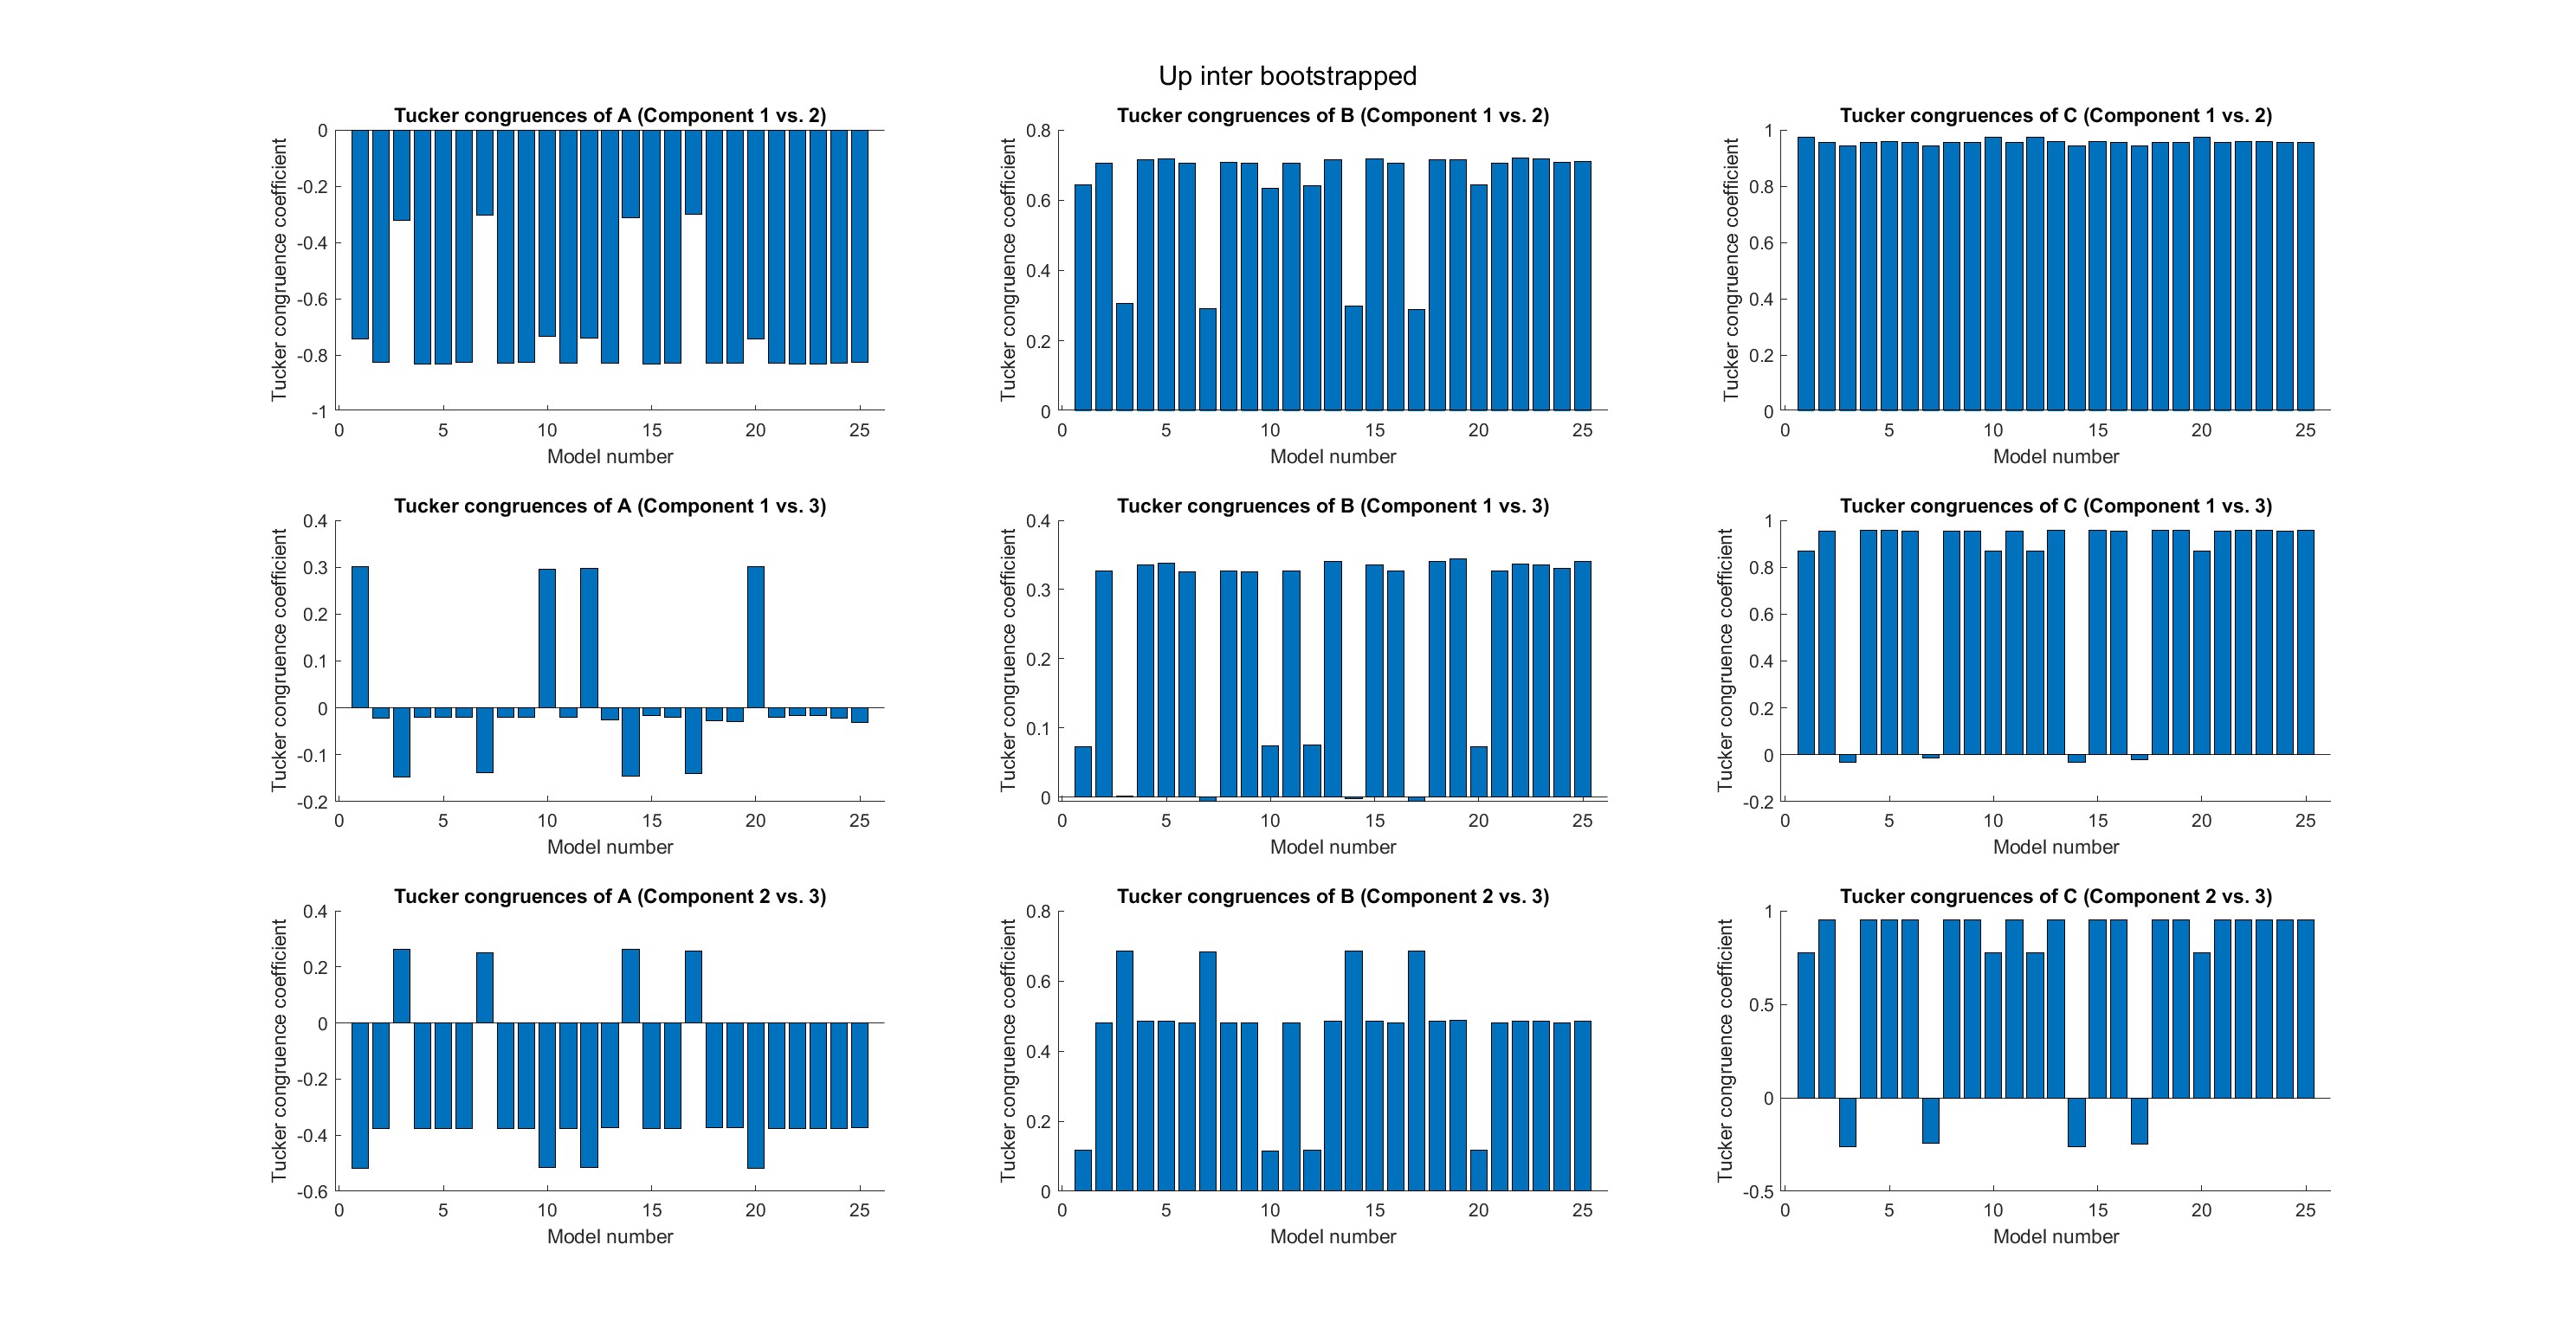 Up inter bootstrapped
Tucker congruences of A (Component 1 vs. 2)
Tucker congruence coefficient
0
-0.2
-0.4
-0.6
-0.8
-1
0 5 10 15 20 25
Model number
Tucker congruences of B (Component 1 vs. 2)
Tucker congruence coefficient
0.8
0.6
0.4
0.2
0
0 5 10 15 20 25
Model number
Tucker congruences of C (Component 1 vs. 2)
Tucker congruence coefficient
1
0.8
0.6
0.4
0.2
0
0 5 10 15 20 25
Model number
Tucker congruences of A (Component 1 vs. 3)
Tucker congruence coefficient
0.4
0.3
0.2
0.1
0
-0.1
-0.2
0 5 10 15 20 25
Model number
Tucker congruences of B (Component 1 vs. 3)
Tucker congruence coefficient
0.4
0.3
0.2
0.1
0
0 5 10 15 20 25
Model number
Tucker congruences of C (Component 1 vs. 3)
Tucker congruence coefficient
1
0.8
0.6
0.4
0.2
0
-0.2
0 5 10 15 20 25
Model number
Tucker congruences of A (Component 2 vs. 3)
Tucker congruence coefficient
0.4
0.2
0
-0.2
-0.4
-0.6
0 5 10 15 20 25
Model number
Tucker congruences of B (Component 2 vs. 3)
Tucker congruence coefficient
0.8
0.6
0.4
0.2
0
0 5 10 15 20 25
Model number
Tucker congruences of C (Component 2 vs. 3)
Tucker congruence coefficient
1
0.5
0
-0.5
0 5 10 15 20 25
Model number